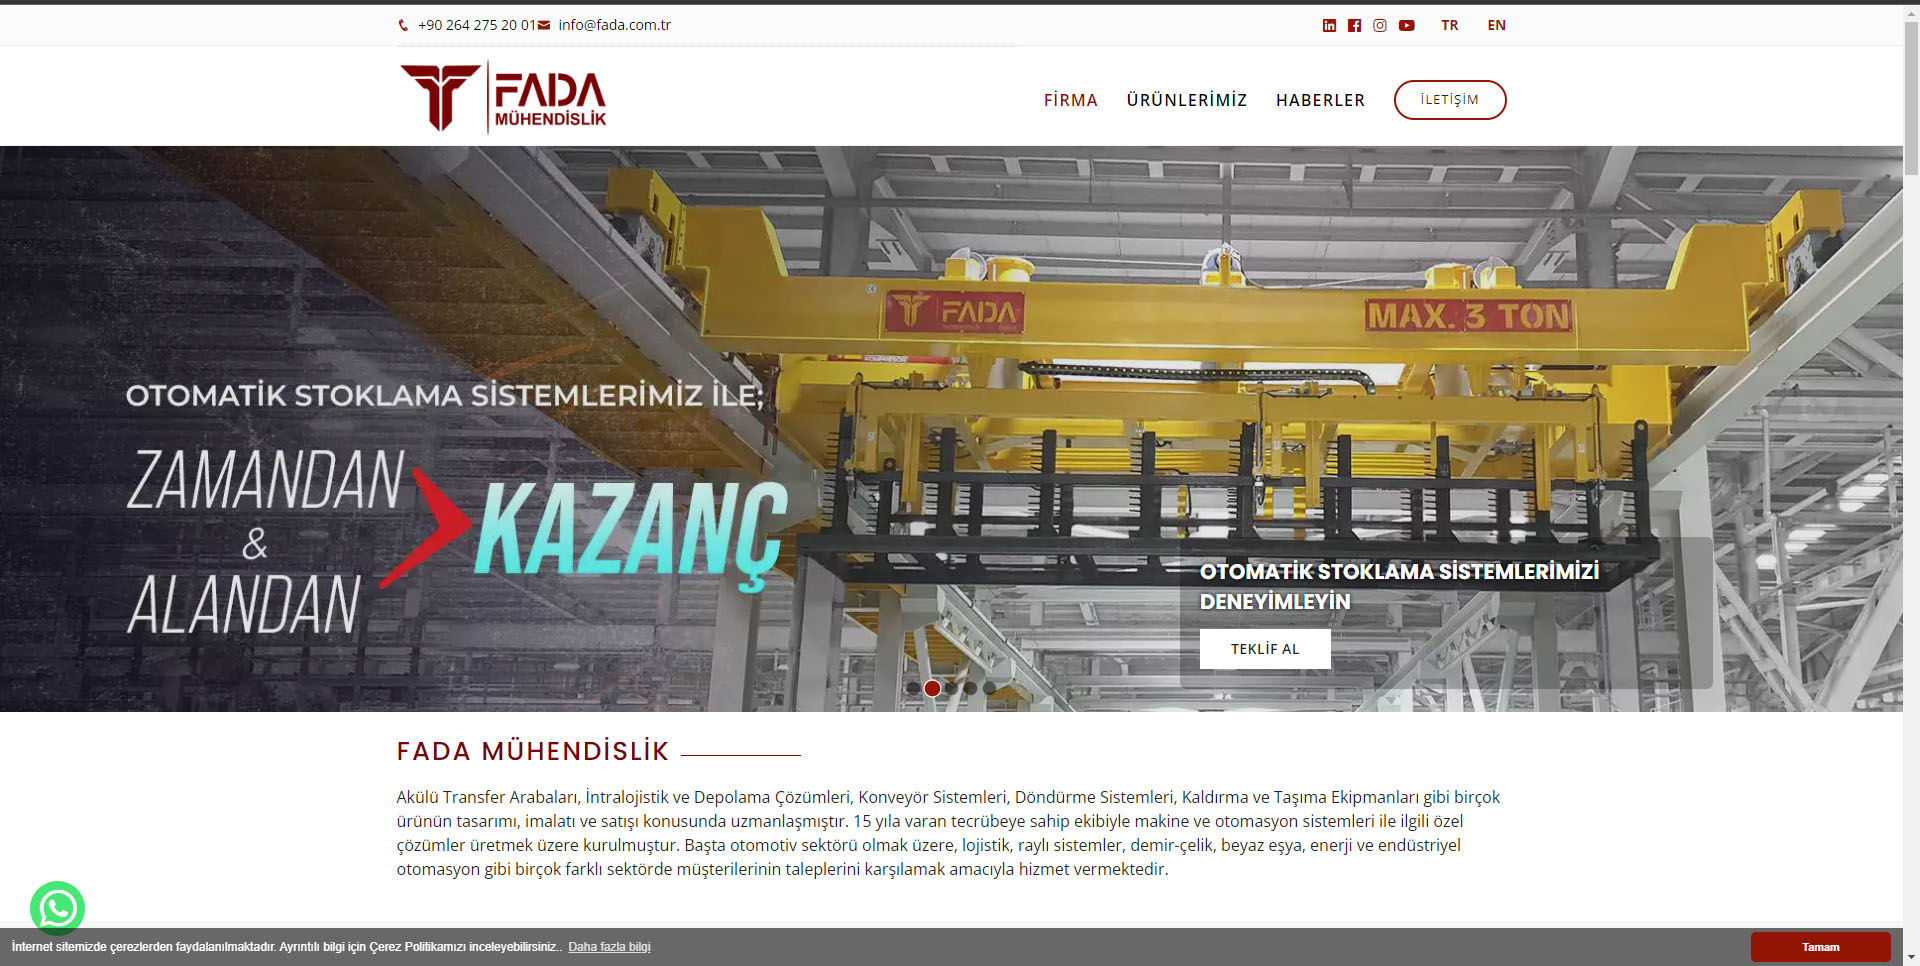 +90 264 275 20 01 info@fada.com.tr TR EN
FADA
MÜHENDİSLİK
FİRMA ÜRÜNLERİMİZ HABERLER İLETİŞİM
FADA MAX. 3 TON
KOMPRESÖR
OTOMATİK STOKLAMA SİSTEMLERİMİZ İLE;
ZAMANDAN
&
ALANDAN
KAZANÇ
OTOMATİK STOKLAMA SİSTEMLERİMİZİ
DENEYİMLEYİN
TEKLİF AL
FADA MÜHENDİSLİK
Akülü Transfer Arabaları, İntralojistik ve Depolama Çözümleri, Konveyör Sistemleri, Döndürme Sistemleri, Kaldırma ve Taşıma Ekipmanları gibi birçok
ürünün tasarımı, imalatı ve satışı konusunda uzmanlaşmıştır. 15 yıla varan tecrübeye sahip ekibiyle makine ve otomasyon sistemleri ile ilgili özel
çözümler üretmek üzere kurulmuştur. Başta otomotiv sektörü olmak üzere, lojistik, raylı sistemler, demir-çelik, beyaz eşya, enerji ve endüstriyel
otomasyon gibi birçok farklı sektörde müşterilerinin taleplerini karşılamak amacıyla hizmet vermektedir.
İnternet sitemizde çerezlerden faydalanılmaktadır. Ayrıntılı bilgi için Çerez Politikamızı inceleyebilirsiniz.. Daha fazla bilgi Tamam